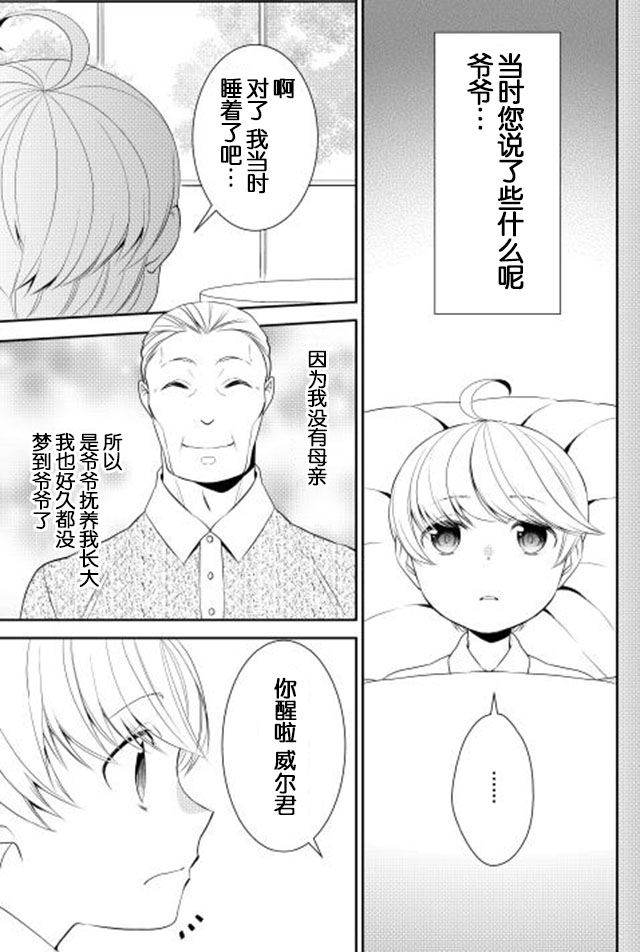 当时您说了些什么呢
爷爷…
……
啊
对了 我当时
睡着了吧…
因为我没有母亲
所以
是爷爷抚养我长大
我也好久都没
梦到爷爷了
你醒啦 威尔君